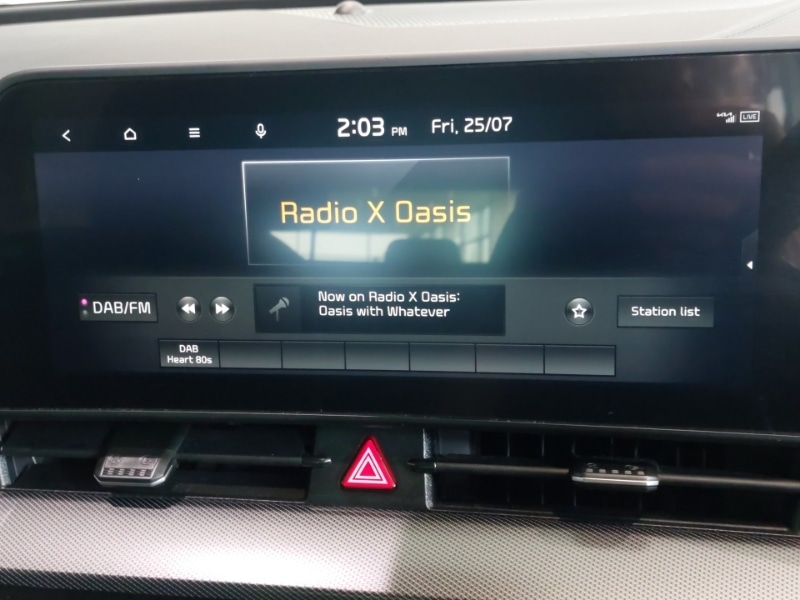 2:03 PM Fri, 25/07
KIA LIVE
Radio X Oasis
DAB/FM
Now on Radio X Oasis:
Oasis with Whatever
Station list
DAB
Heart 80s